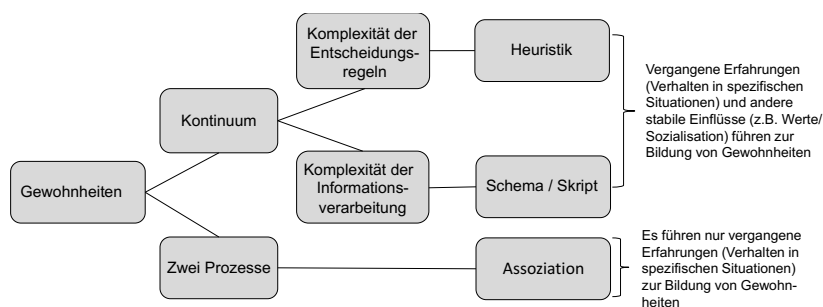 Komplexität der
Entscheidungs-
regeln
Heuristik
Vergangene Erfahrungen
(Verhalten in spezifischen
Situationen) und andere
stabile Einflüsse (z.B. Werte/
Sozialisation) führen zur
Bildung von Gewohnheiten
Kontinuum
Gewohnheiten
Komplexität der
Informations-
verarbeitung
Schema / Skript
Zwei Prozesse
Assoziation
Es führen nur vergangene
Erfahrungen (Verhalten in
spezifischen Situationen)
zur Bildung von Gewohn-
heiten